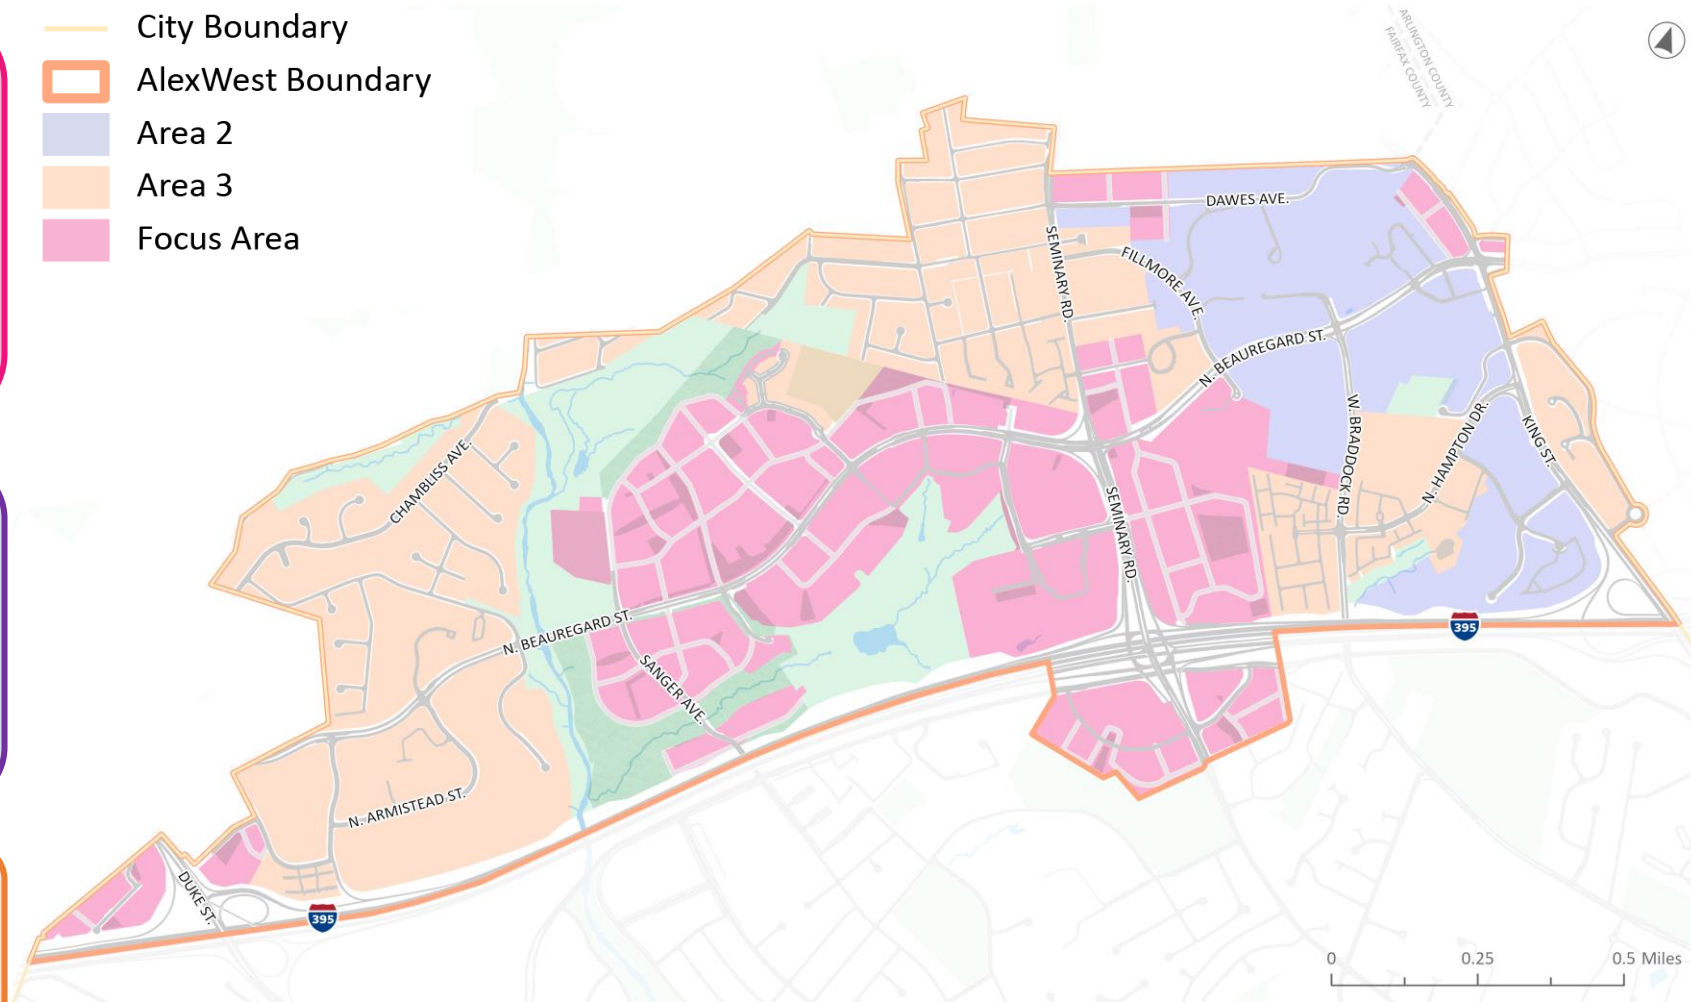 City Boundary
AlexWest Boundary
Area 2
Area 3
Focus Area
ARLINGTON COUNTY
FAIRFAX COUNTY
DAWES AVE.
SEMINARY RD.
FILLMORE AVE.
N. BEAUREGARD ST.
W. BRADDOCK RD.
N. HAMPTON DR.
KING ST.
CHAMBLISS AVE.
SEMINARY RD.
N. BEAUREGARD ST.
SANGER AVE.
395
N. ARMISTEAD ST.
DUKE ST.
395
0 0.25 0.5 Miles